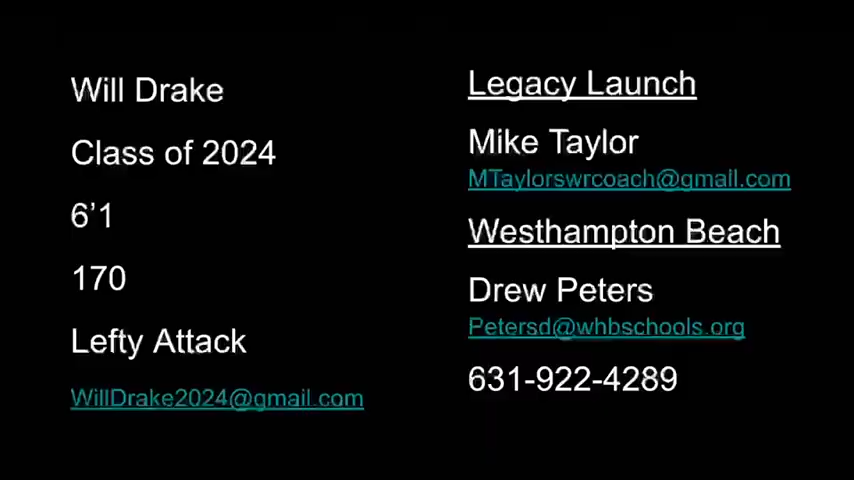 Will Drake
Class of 2024
6’1
170
Lefty Attack
WillDrake2024@gmail.com
Legacy Launch
Mike Taylor
MTaylorswrcoach@gmail.com
Westhampton Beach
Drew Peters
Petersd@whbschools.org
631-922-4289